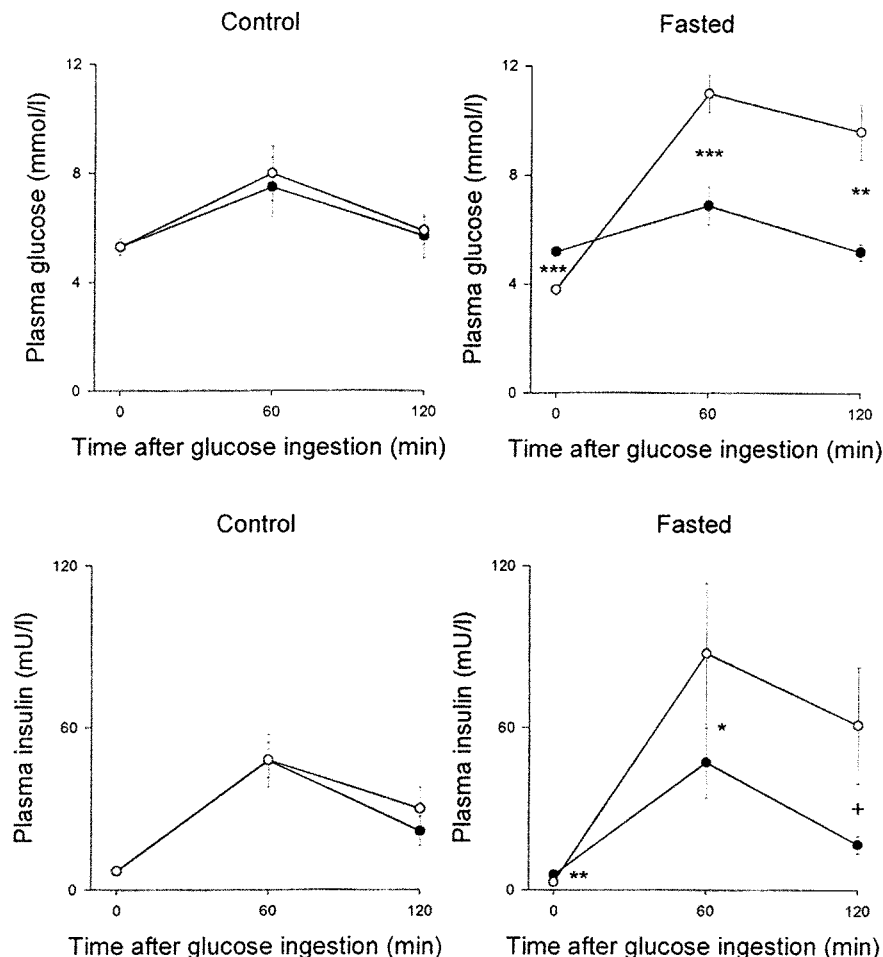 Control
Plasma glucose (mmol/l)
12
8
4
0
0 60 120
Time after glucose ingestion (min)
Fasted
Plasma glucose (mmol/l)
12
8
4
0
***
***
**
0 60 120
Time after glucose ingestion (min)
Control
Plasma insulin (mU/l)
120
60
0
0 60 120
Time after glucose ingestion (min)
Fasted
Plasma insulin (mU/l)
120
60
0
**
*
+
0 60 120
Time after glucose ingestion (min)